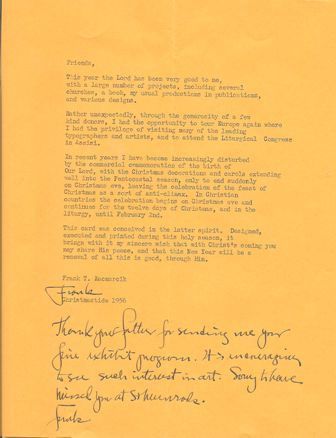 Friends,
This year the Lord has been very good to me,
with a large number of projects, including several
churches, a book, my usual productions in publications,
and various designs.
Rather unexpectedly, through the generosity of a few
kind donors, I had the opportunity to tour Europe again where
I had the privilege of visiting many of the leading
typographers and artists, and to attend the Liturgical Congress
in Assisi.
In recent years I have become increasingly disturbed
by the commercial commemoration of the birth of
Our Lord, with the Christmas decorations and carols extending
well into the Pentecostal season, only to end suddenly
on Christmas eve, leaving the celebration of the feast of
Christmas as a sort of anti-climax. In Christian
countries the celebration begins on Christmas eve and
continues for the twelve days of Christmas, and in the
liturgy, until February 2nd.
This card was conceived in the latter spirit. Designed,
executed and printed during this holy season, it
brings with it my sincere wish that with Christ's coming you
may share His peace, and that this New Year will be a
renewal of all this is good, through Him.
Frank T. Kacmarcik
Frank
Christmastide 1956
Thank you Father for sending me your
fine exhibit program. It is encouraging
to see such interest in art. Sorry to have
missed you at
Frank